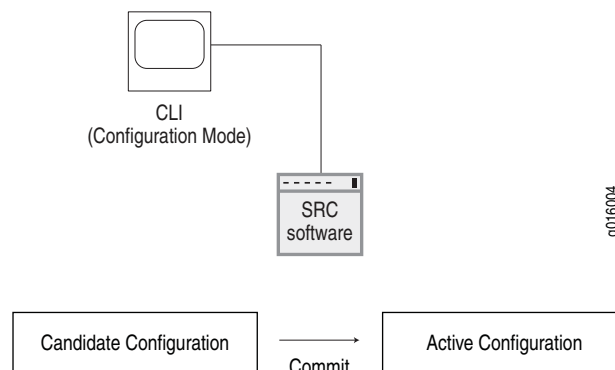 CLI
(Configuration Mode)
SRC
software
g016004
Candidate Configuration
Commit
Active Configuration